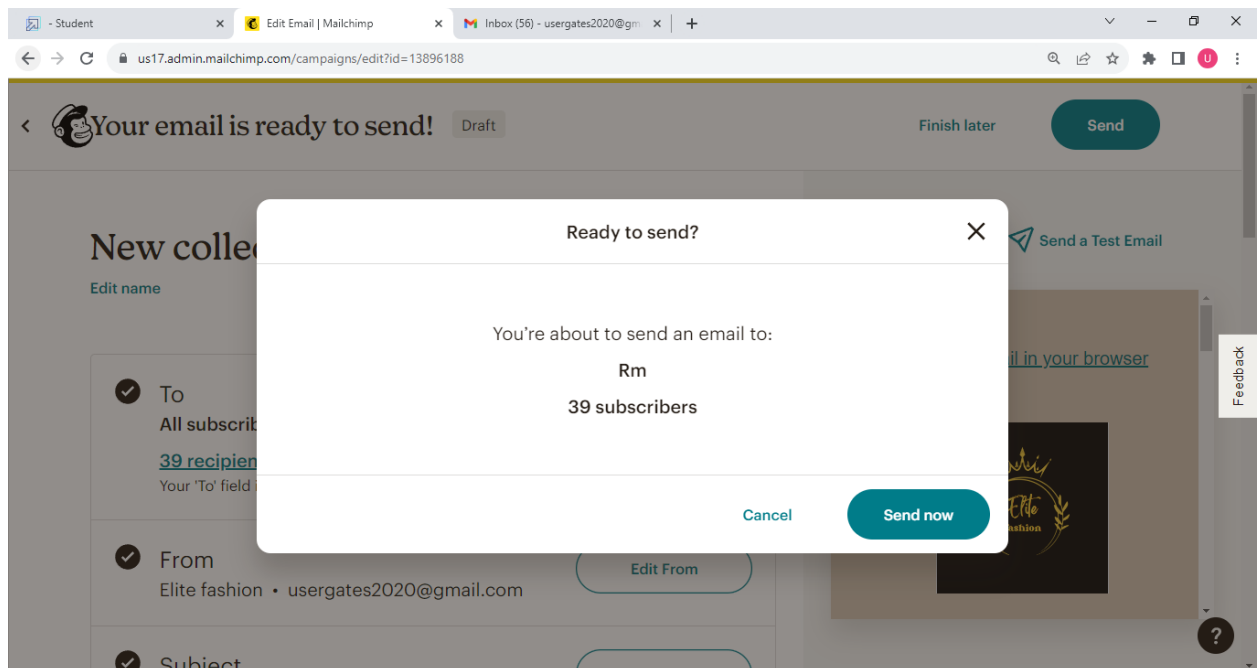 - Student
Edit Email | Mailchimp
Inbox (56) - usergates2020@gm
us17.admin.mailchimp.com/campaigns/edit?id=13896188
U
Your email is ready to send!
Draft
Finish later
Send
New collec
Edit name
Send a Test Email
Ready to send?
You're about to send an email to:
Rm
39 subscribers
Cancel
Send now
To
All subscrib
39 recipien
Your 'To' field i
From
Elite fashion • usergates2020@gmail.com
Edit From
Subject
il in your browser
Elite
fashion
Feedback
?